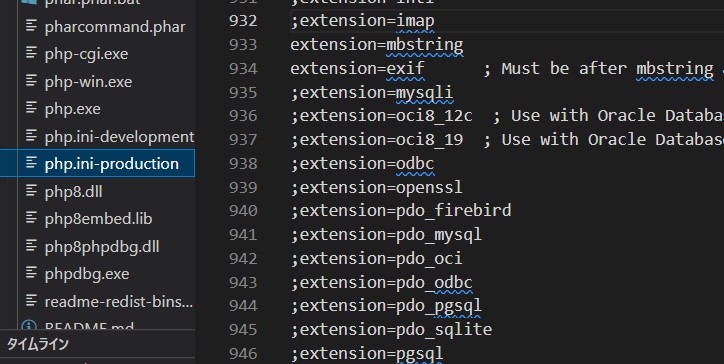 phar.phar.bat
pharcommand.phar
php-cgi.exe
php-win.exe
php.exe
php.ini-development
php.ini-production
php8.dll
php8embed.lib
php8phpdbg.dll
phpdbg.exe
readme-redist-bins...
README.md
タイムライン
931 ;extension=intl
932 ;extension=imap
933 extension=mbstring
934 extension=exif ; Must be after mbstring
935 ;extension=mysqli
936 ;extension=oci8_12c ; Use with Oracle Databa
937 ;extension=oci8_19 ; Use with Oracle Database
938 ;extension=odbc
939 ;extension=openssl
940 ;extension=pdo_firebird
941 ;extension=pdo_mysql
942 ;extension=pdo_oci
943 ;extension=pdo_odbc
944 ;extension=pdo_pgsql
945 ;extension=pdo_sqlite
946 ;extension=pgsql